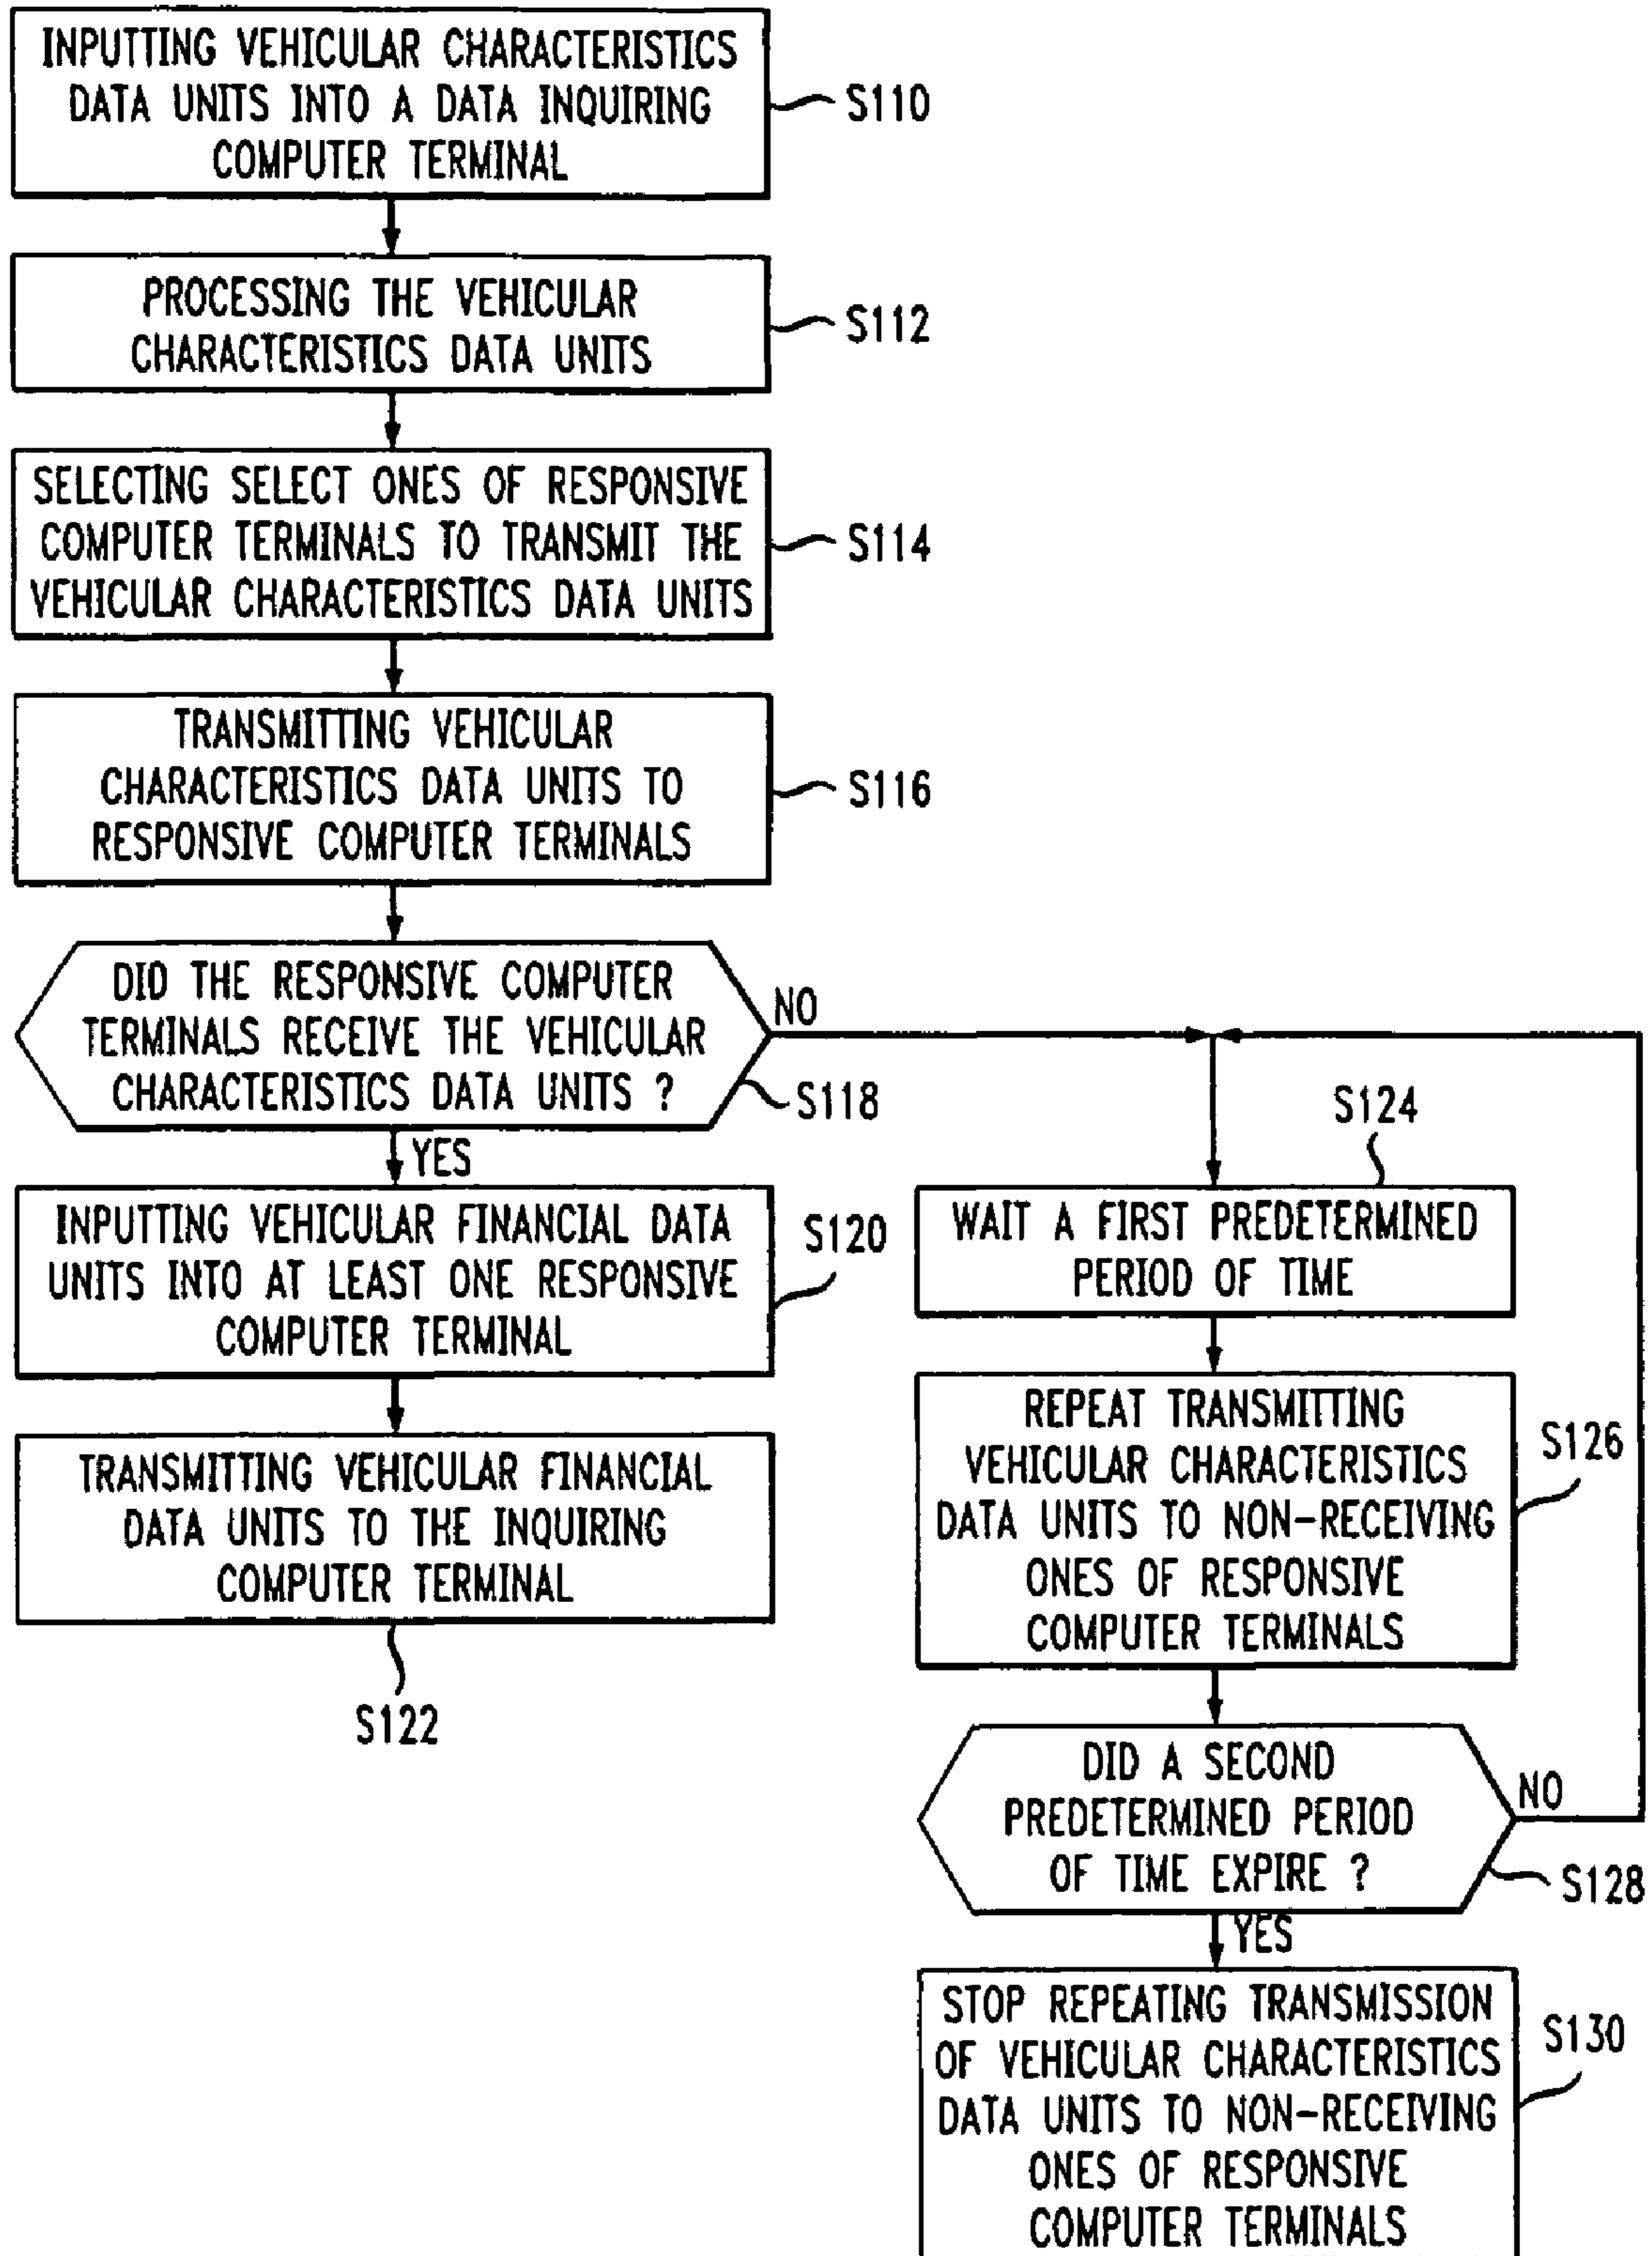 INPUTTING VEHICULAR CHARACTERISTICS
DATA UNITS INTO A DATA INQUIRING
COMPUTER TERMINAL
S110
PROCESSING THE VEHICULAR
CHARACTERISTICS DATA UNITS
S112
SELECTING SELECT ONES OF RESPONSIVE
COMPUTER TERMINALS TO TRANSMIT THE
VEHICULAR CHARACTERISTICS DATA UNITS
S114
TRANSMITTING VEHICULAR
CHARACTERISTICS DATA UNITS TO
RESPONSIVE COMPUTER TERMINALS
S116
DID THE RESPONSIVE COMPUTER
TERMINALS RECEIVE THE VEHICULAR
CHARACTERISTICS DATA UNITS ?
NO
S118
YES
INPUTTING VEHICULAR FINANCIAL DATA
UNITS INTO AT LEAST ONE RESPONSIVE
COMPUTER TERMINAL
S120
TRANSMITTING VEHICULAR FINANCIAL
DATA UNITS TO THE INQUIRING
COMPUTER TERMINAL
S122
S124
WAIT A FIRST PREDETERMINED
PERIOD OF TIME
REPEAT TRANSMITTING
VEHICULAR CHARACTERISTICS
DATA UNITS TO NON-RECEIVING
ONES OF RESPONSIVE
COMPUTER TERMINALS
S126
DID A SECOND
PREDETERMINED PERIOD
OF TIME EXPIRE ?
NO
S128
YES
STOP REPEATING TRANSMISSION
OF VEHICULAR CHARACTERISTICS
DATA UNITS TO NON-RECEIVING
ONES OF RESPONSIVE
COMPUTER TERMINALS
S130